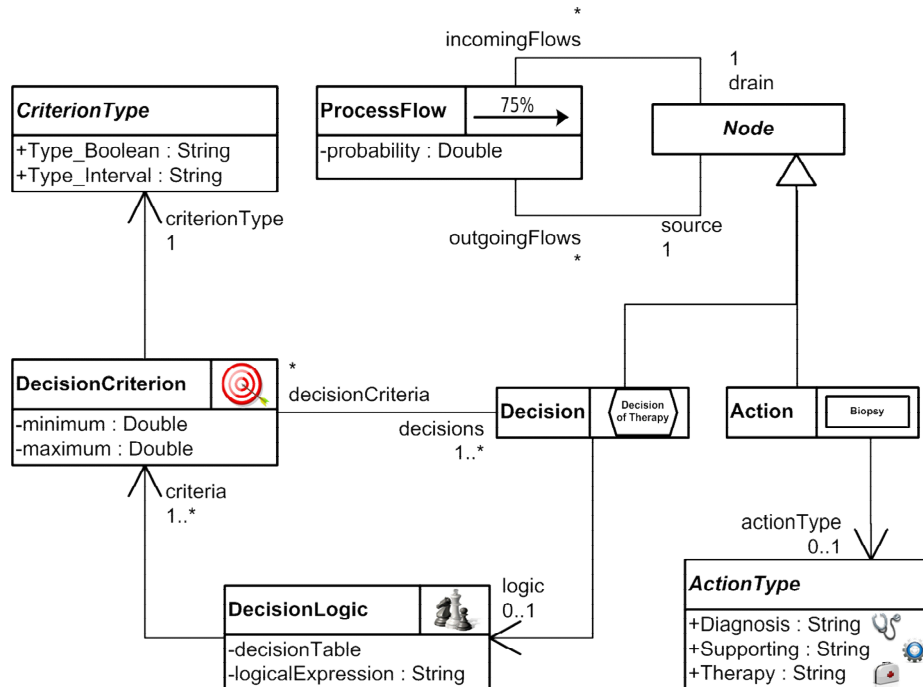 *
incomingFlows
1
drain
CriterionType
+Type_Boolean : String
+Type_Interval : String
ProcessFlow
75%
-probability : Double
Node
criterionType
1
outgoingFlows
*
source
1
DecisionCriterion
-minimum : Double
-maximum : Double
*
decisionCriteria
decisions
1..*
Decision
Decision
of Therapy
Action
Biopsy
criteria
1..*
actionType
0..1
logic
0..1
DecisionLogic
-decisionTable
-logicalExpression : String
ActionType
+Diagnosis : String
+Supporting : String
+Therapy : String